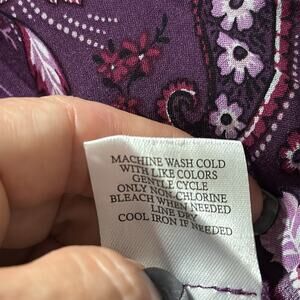 MACHINE WASH COLD
WITH LIKE COLORS
GENTLE CYCLE
ONLY NON-CHLORINE
BLEACH WHEN NEEDED
LINE DRY
COOL IRON IF NEEDED